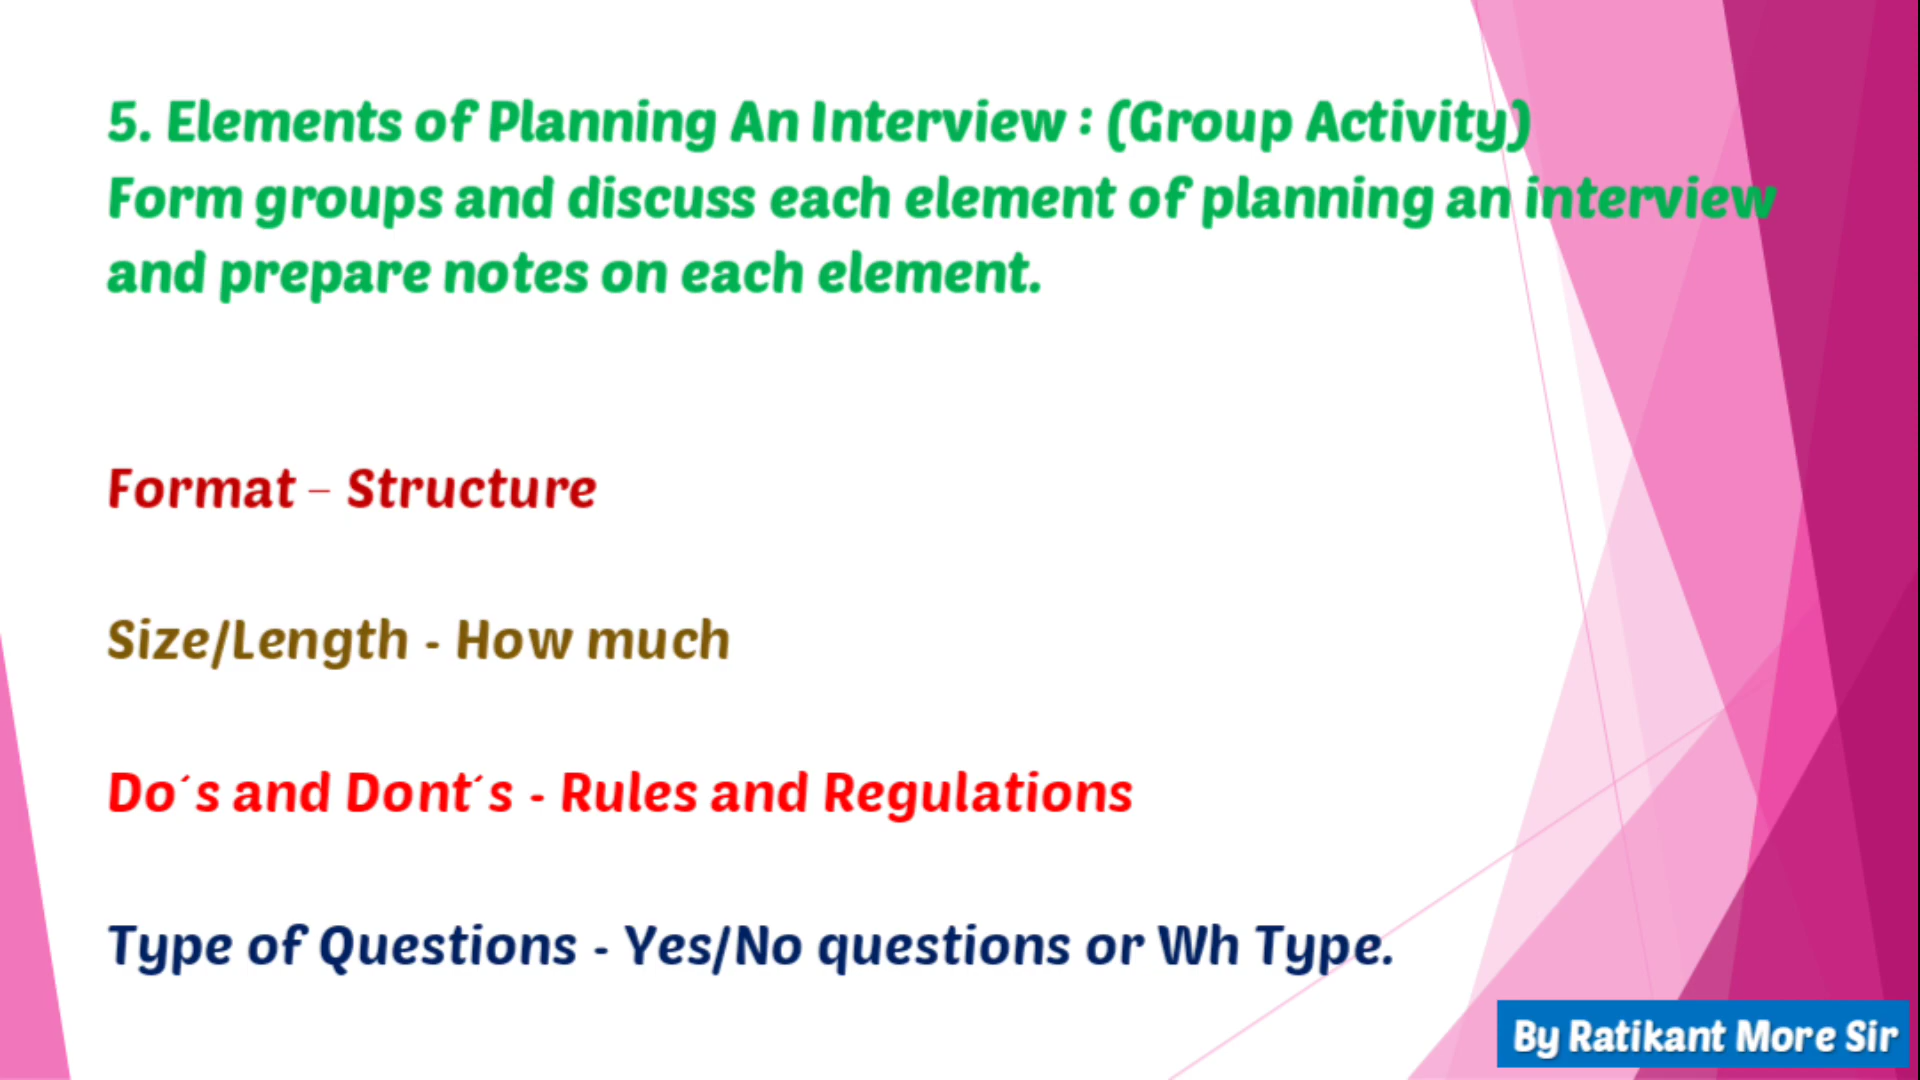 5. Elements of Planning An Interview : (Group Activity)
Form groups and discuss each element of planning an interview
and prepare notes on each element.
Format – Structure
Size/Length - How much
Do´s and Dont´s - Rules and Regulations
Type of Questions - Yes/No questions or Wh Type.
By Ratikant More Sir